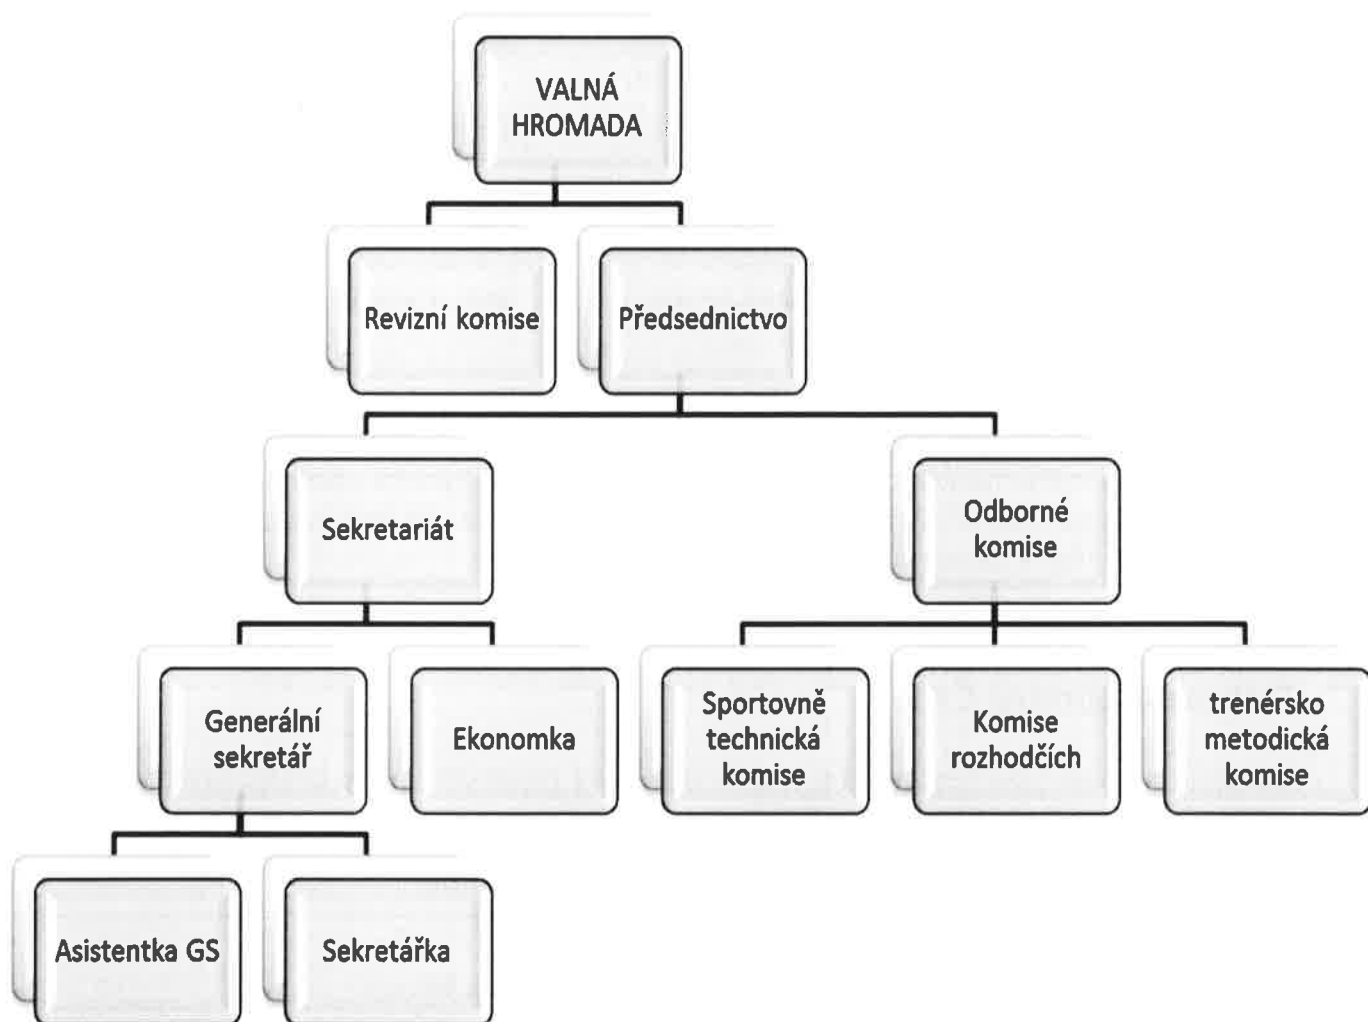 VALNÁ
HROMADA
Revizní komise
Předsednictvo
Sekretariát
Odborné
komise
Generální
sekretář
Ekonomka
Sportovně
technická
komise
Komise
rozhodčích
trenérsko
metodická
komise
Asistentka GS
Sekretářka